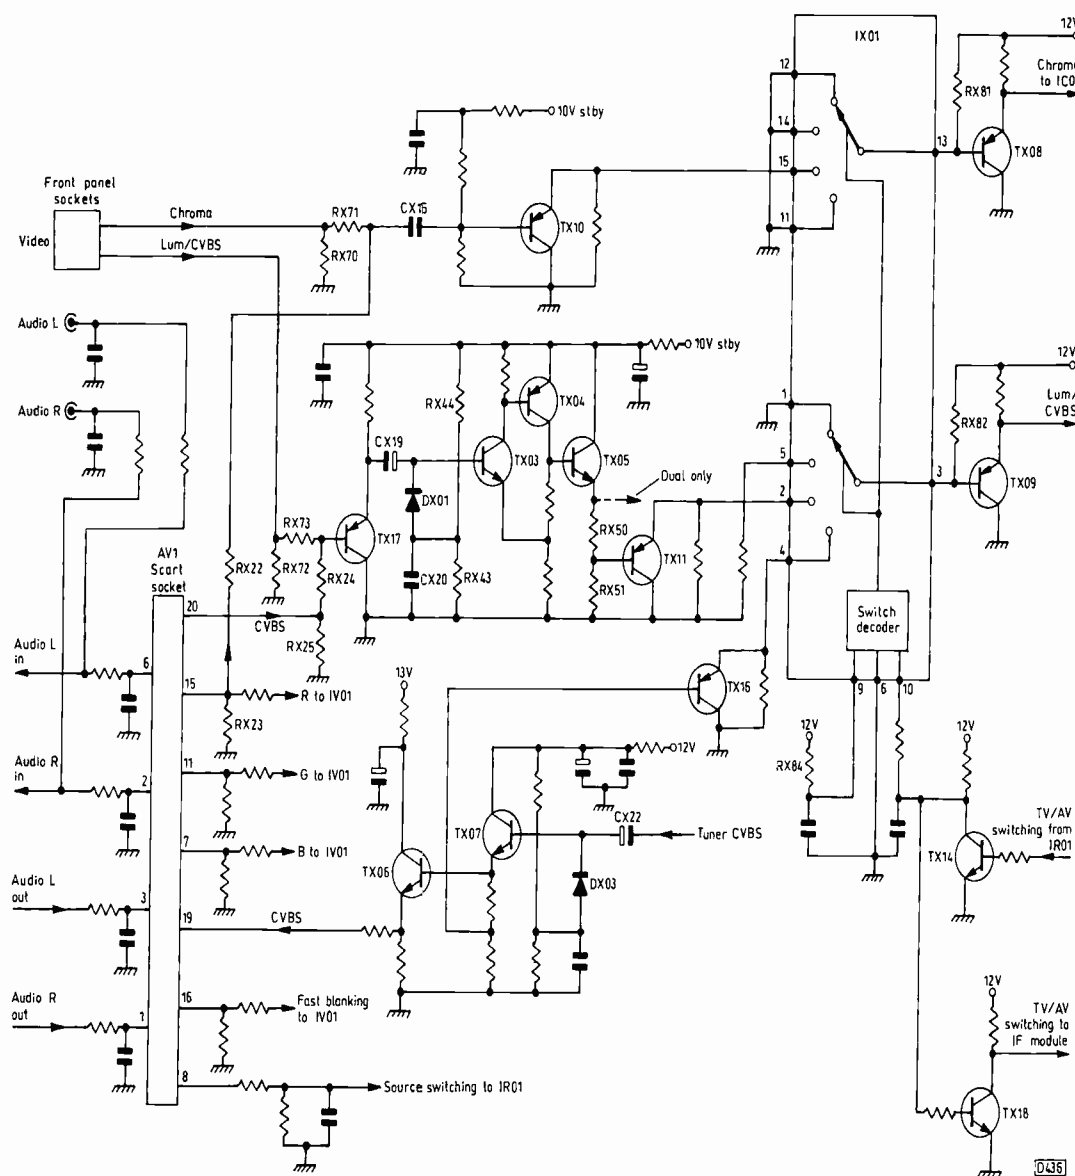 IX01
12V
Chroma
to IC0
RX81
12
14
15
11
13
TX08
10V stby
Front panel
sockets
Video
Chroma
Lum/CVBS
RX71
RX70
CX15
TX10
Audio L
Audio R
10V stby
RX44
TX04
CX19
TX03
TX05
DX01
Dual only
RX73
TX17
RX72
RX24
CX20
RX43
RX50
RX51
TX11
1
5
2
4
3
12V
Lum/
CVBS
RX82
TX09
Switch
decoder
9
6
10
AV1
Scart
socket
RX22
20
CVBS
RX25
Audio L
in
6
15
R to IV01
RX23
13V
TX16
12V
RX84
12V
TV/AV
switching from
IR01
TX14
Audio R
in
2
11
G to IV01
12V
TX07
CX22
Tuner CVBS
TX06
DX03
7
B to IV01
Audio L
out
3
19
CVBS
Audio R
out
1
16
Fast blanking
to IV01
8
Source switching to IR01
12V
TV/AV
switching to
IF module
TX18
D436